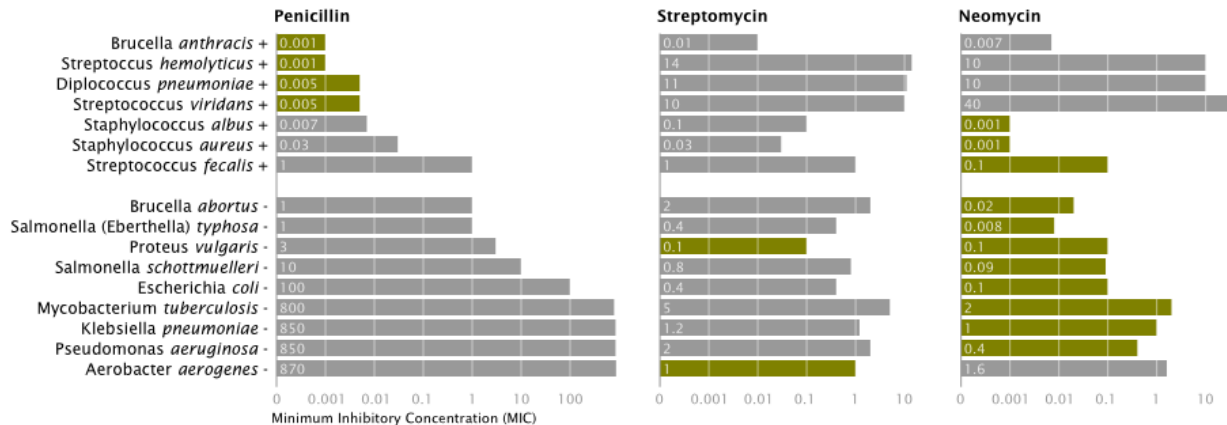 Penicillin Streptomycin Neomycin
Brucella anthracis + 0.001 0.01 0.007
Streptoccus hemolyticus + 0.001 14 10
Diplococcus pneumoniae + 0.005 11 10
Streptococcus viridans + 0.005 10 40
Staphylococcus albus + 0.007 0.1 0.001
Staphylococcus aureus + 0.03 0.03 0.001
Streptococcus fecalis + 1 1 0.1
Brucella abortus - 1 2 0.02
Salmonella (Eberthella) typhosa - 1 0.4 0.008
Proteus vulgaris - 3 0.1 0.1
Salmonella schottmuelleri - 10 0.8 0.09
Escherichia coli - 100 0.4 0.1
Mycobacterium tuberculosis - 800 5 2
Klebsiella pneumoniae - 850 1.2 1
Pseudomonas aeruginosa - 850 2 0.4
Aerobacter aerogenes - 870 1 1.6
0 0.001 0.01 0.1 1 10 100 0 0.001 0.01 0.1 1 10 0 0.001 0.01 0.1 1 10
Minimum Inhibitory Concentration (MIC)